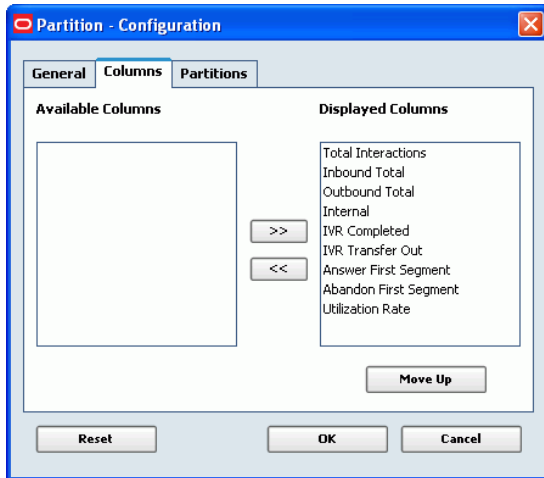 Partition - Configuration
General Columns Partitions
Available Columns Displayed Columns
Total Interactions
Inbound Total
Outbound Total
Internal
>> IVR Completed
IVR Transfer Out
<< Answer First Segment
Abandon First Segment
Utilization Rate
Move Up
Reset OK Cancel